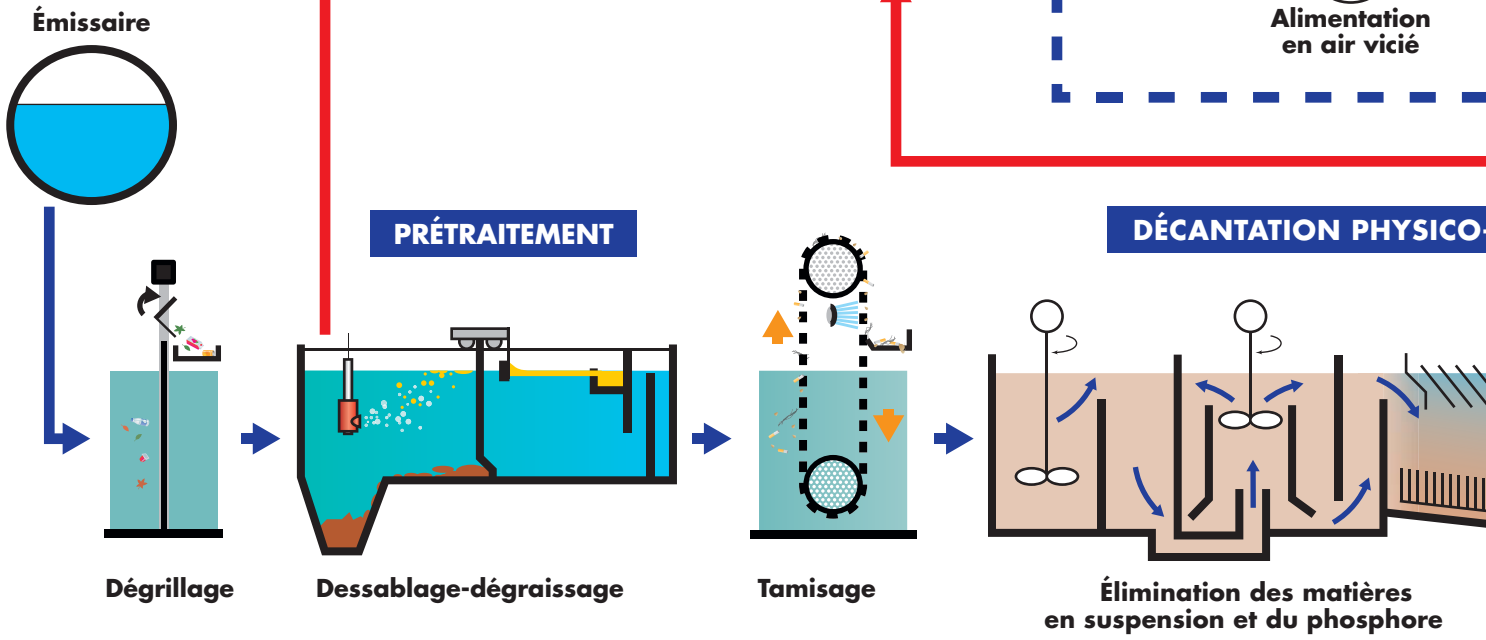 Émissaire
Alimentation
en air vicié
PRÉTRAITEMENT
DÉCANTATION PHYSICO-
Dégrillage
Dessablage-dégraissage
Tamisage
Élimination des matières
en suspension et du phosphore